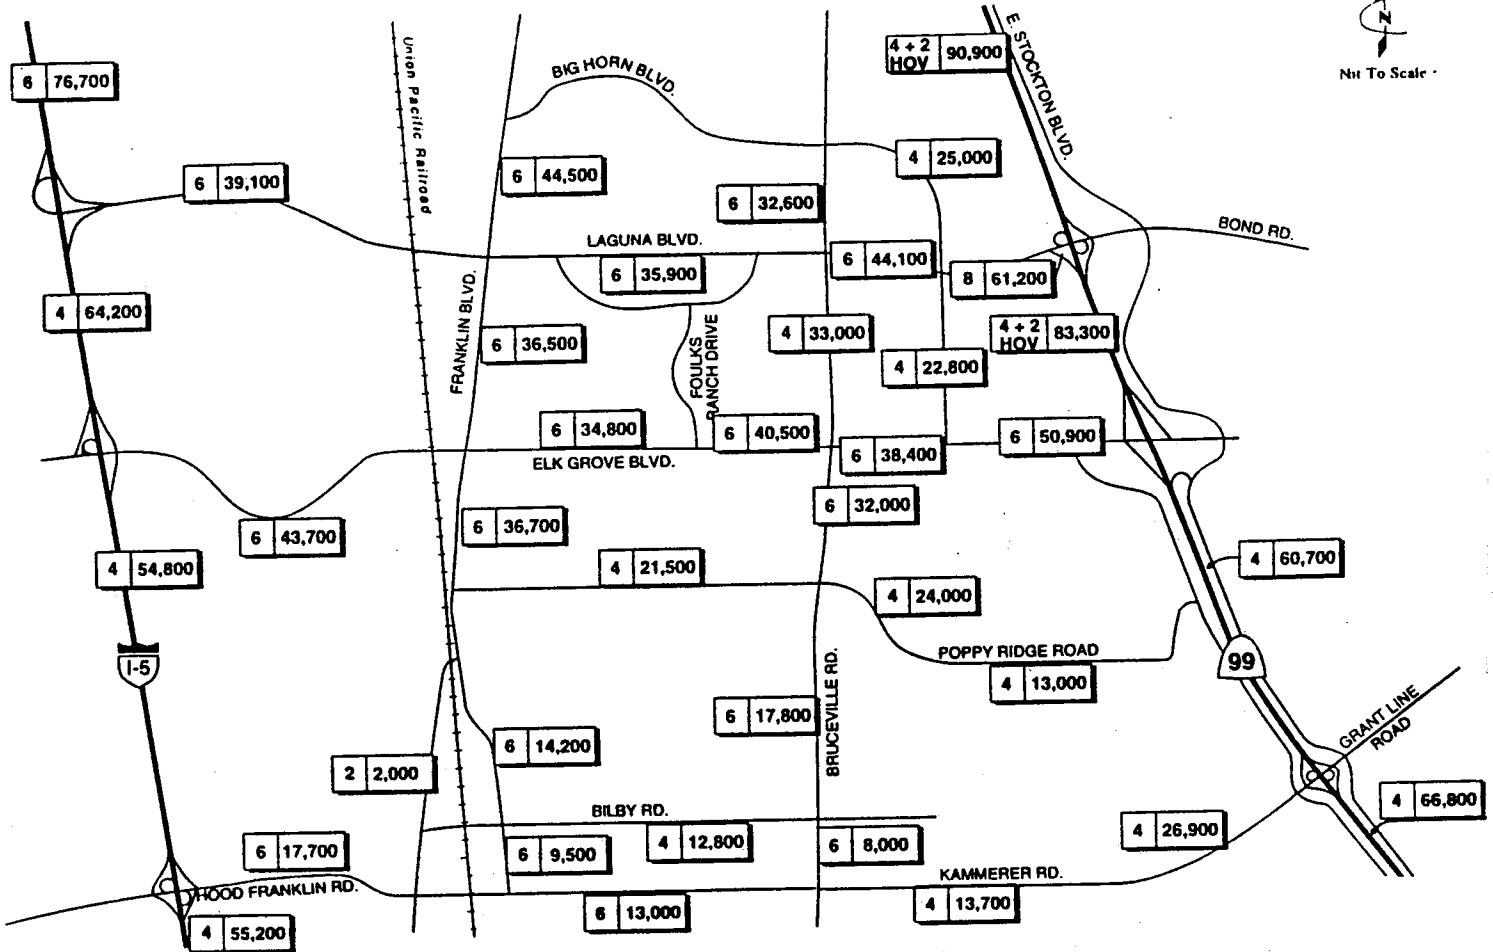 N
Not To Scale
E. STOCKTON BLVD.
4 + 2 HOV 90,900
6 76,700
Union Pacific Railroad
BIG HORN BLVD.
4 25,000
6 44,500
6 39,100
6 32,600
BOND RD.
LAGUNA BLVD.
6 44,100
6 35,900
8 61,200
4 64,200
FRANKLIN BLVD.
6 36,500
FOULKS
RANCH DRIVE
4 33,000
4 + 2 HOV 83,300
4 22,800
6 34,800
6 40,500
6 50,900
ELK GROVE BLVD.
6 38,400
6 32,000
6 43,700
6 36,700
4 54,800
4 21,500
4 60,700
4 24,000
I-5
POPPY RIDGE ROAD
99
4 13,000
BRUCEVILLE RD.
6 17,800
GRANT LINE
ROAD
6 14,200
2 2,000
4 66,800
BILBY RD.
4 12,800
4 26,900
6 17,700
6 9,500
6 8,000
HOOD FRANKLIN RD.
KAMMERER RD.
6 13,000
4 13,700
4 55,200